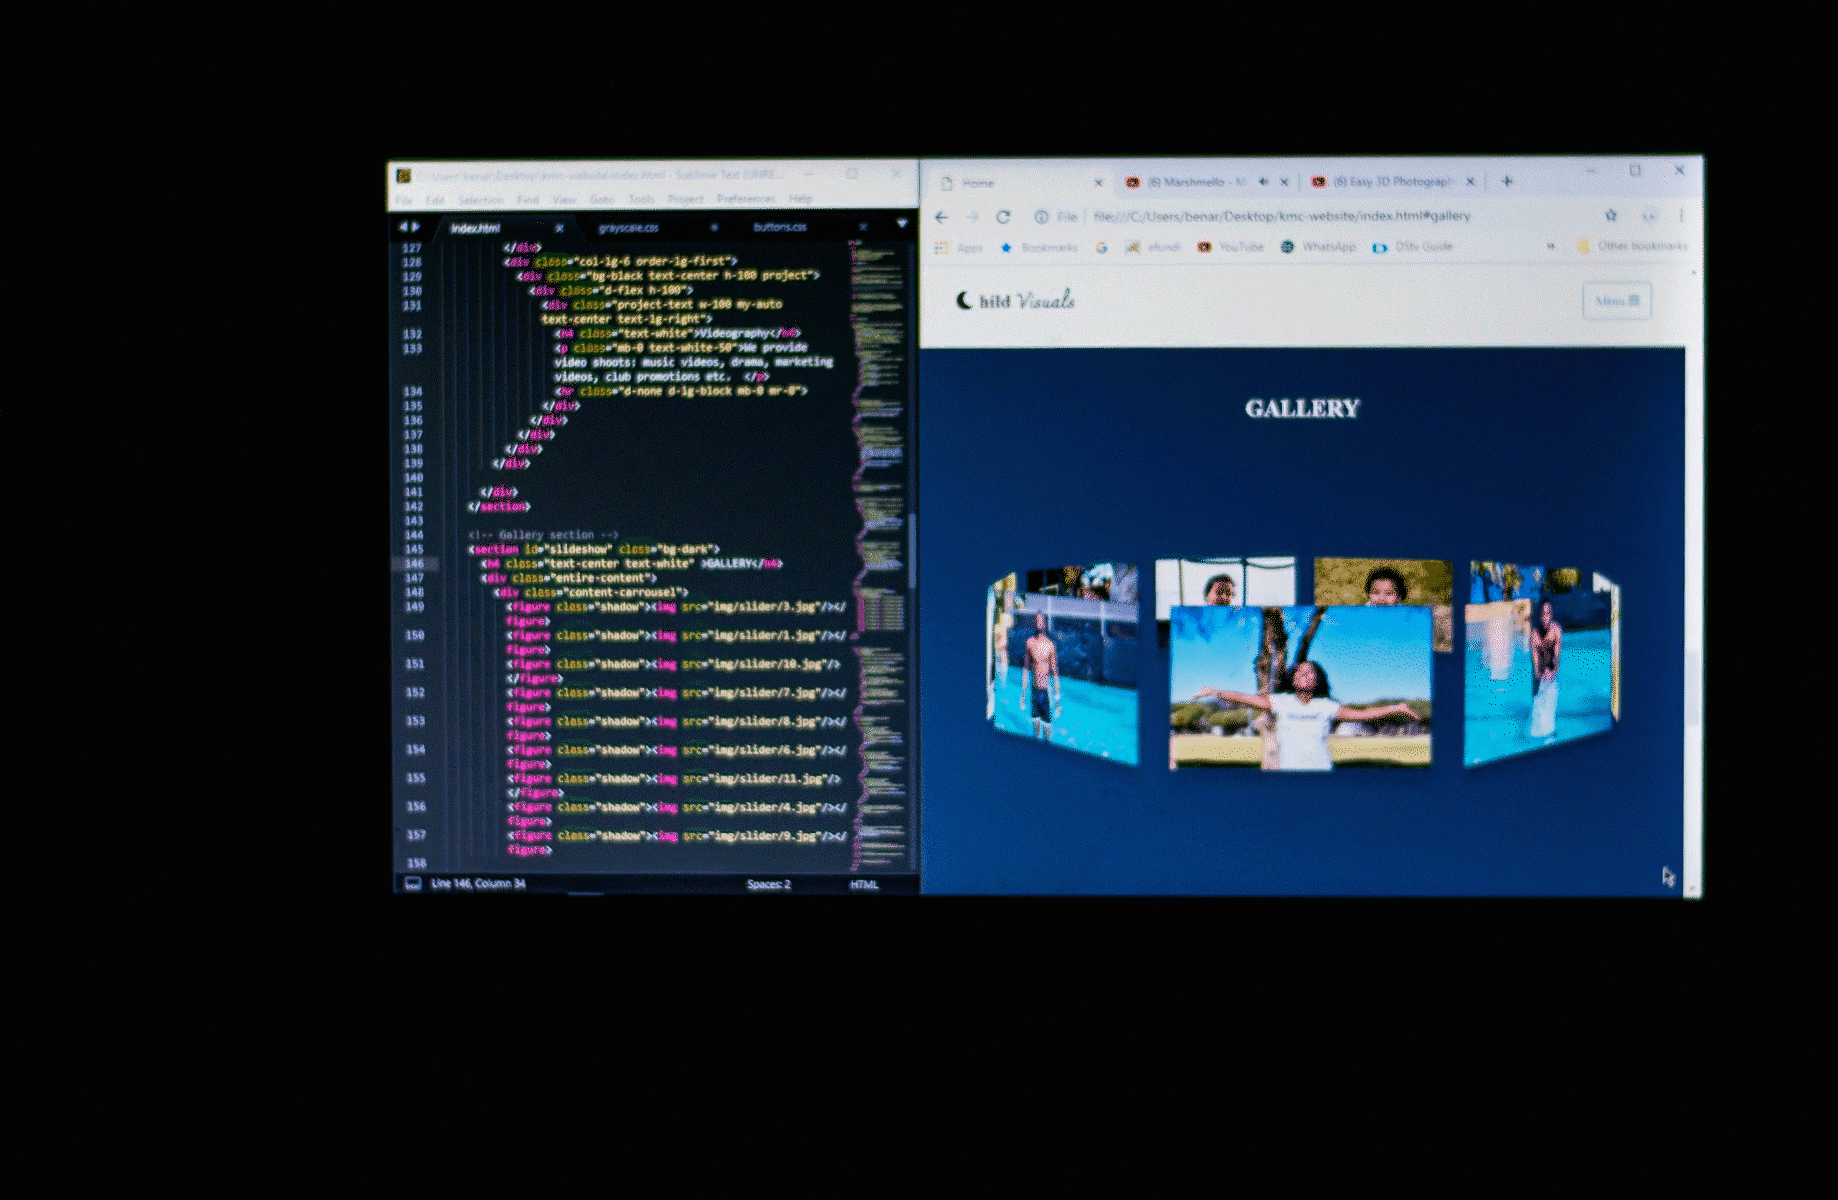 C:\Users\benar\Desktop\kmc-website\index.html - Sublime Text (UNRE...
File Edit Selection Find View Goto Tools Project Preferences Help
index.html grayscale.css buttons.css
127 </div>
128 <div class="col-lg-6 order-lg-first">
129 <div class="bg-black text-center h-100 project">
130 <div class="d-flex h-100">
131 <div class="project-text w-100 my-auto
text-center text-lg-right">
132 <h4 class="text-white">Videography</h4>
133 <p class="mb-0 text-white-50">We provide
video shoots: music videos, drama, marketing
videos, club promotions etc. </p>
134 <hr class="d-none d-lg-block mb-0 mr-0">
135 </div>
136 </div>
137 </div>
138 </div>
139 </div>
140
141 </div>
142 </section>
143
144 <!-- Gallery section -->
145 <section id="slideshow" class="bg-dark">
146 <h4 class="text-center text-white" >GALLERY</h4>
147 <div class="entire-content">
148 <div class="content-carrousel">
149 <figure class="shadow"><img src="img/slider/3.jpg"/></
figure>
150 <figure class="shadow"><img src="img/slider/1.jpg"/></
figure>
151 <figure class="shadow"><img src="img/slider/10.jpg"/>
</figure>
152 <figure class="shadow"><img src="img/slider/7.jpg"/></
figure>
153 <figure class="shadow"><img src="img/slider/8.jpg"/></
figure>
154 <figure class="shadow"><img src="img/slider/6.jpg"/></
figure>
155 <figure class="shadow"><img src="img/slider/11.jpg"/>
</figure>
156 <figure class="shadow"><img src="img/slider/4.jpg"/></
figure>
157 <figure class="shadow"><img src="img/slider/9.jpg"/></
figure>
158
Line 146, Column 34 Spaces: 2 HTML
Home (6) Marshmello - M (6) Easy 3D Photograp
File file:///C:/Users/benar/Desktop/kmc-website/index.html#gallery
Apps Bookmarks G efundi YouTube WhatsApp DStv Guide » Other bookmarks
hild Visuals Menu
GALLERY